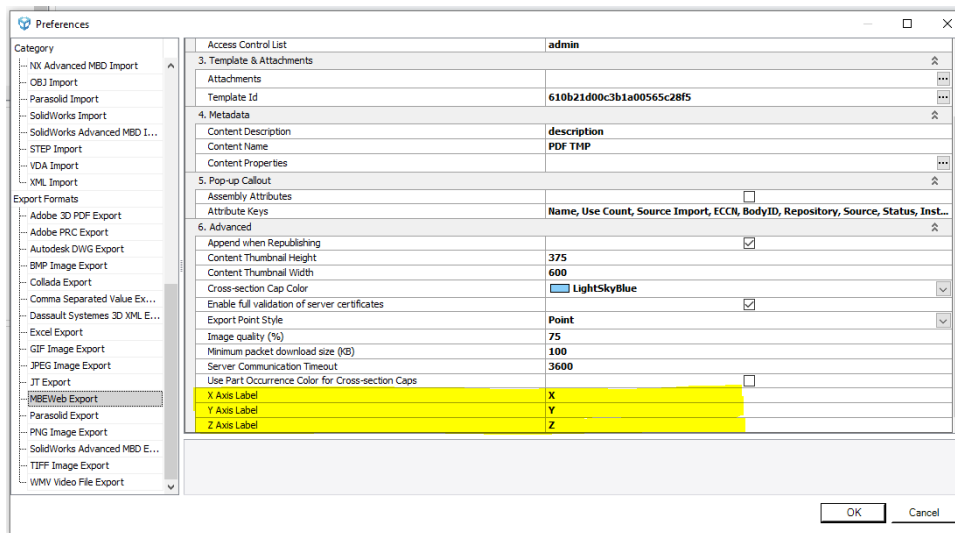 Preferences
Category
NX Advanced MBD Import
OBJ Import
Parasolid Import
SolidWorks Import
SolidWorks Advanced MBD I...
STEP Import
VDA Import
XML Import
Export Formats
Adobe 3D PDF Export
Adobe PRC Export
Autodesk DWG Export
BMP Image Export
Collada Export
Comma Separated Value Ex...
Dassault Systemes 3D XML E...
Excel Export
GIF Image Export
JPEG Image Export
JT Export
MBEWeb Export
Parasolid Export
PNG Image Export
SolidWorks Advanced MBD E...
TIFF Image Export
WMV Video File Export
Access Control List admin
3. Template & Attachments
Attachments ...
Template Id 610b21d00c3b1a00565c28f5 ...
4. Metadata
Content Description description
Content Name PDF TMP
Content Properties ...
5. Pop-up Callout
Assembly Attributes
Attribute Keys Name, Use Count, Source Import, ECCN, BodyID, Repository, Source, Status, Inst...
6. Advanced
Append when Republishing
Content Thumbnail Height 375
Content Thumbnail Width 600
Cross-section Cap Color LightSkyBlue
Enable full validation of server certificates
Export Point Style Point
Image quality (%) 75
Minimum packet download size (KB) 100
Server Communication Timeout 3600
Use Part Occurrence Color for Cross-section Caps
X Axis Label X
Y Axis Label Y
Z Axis Label Z
OK Cancel